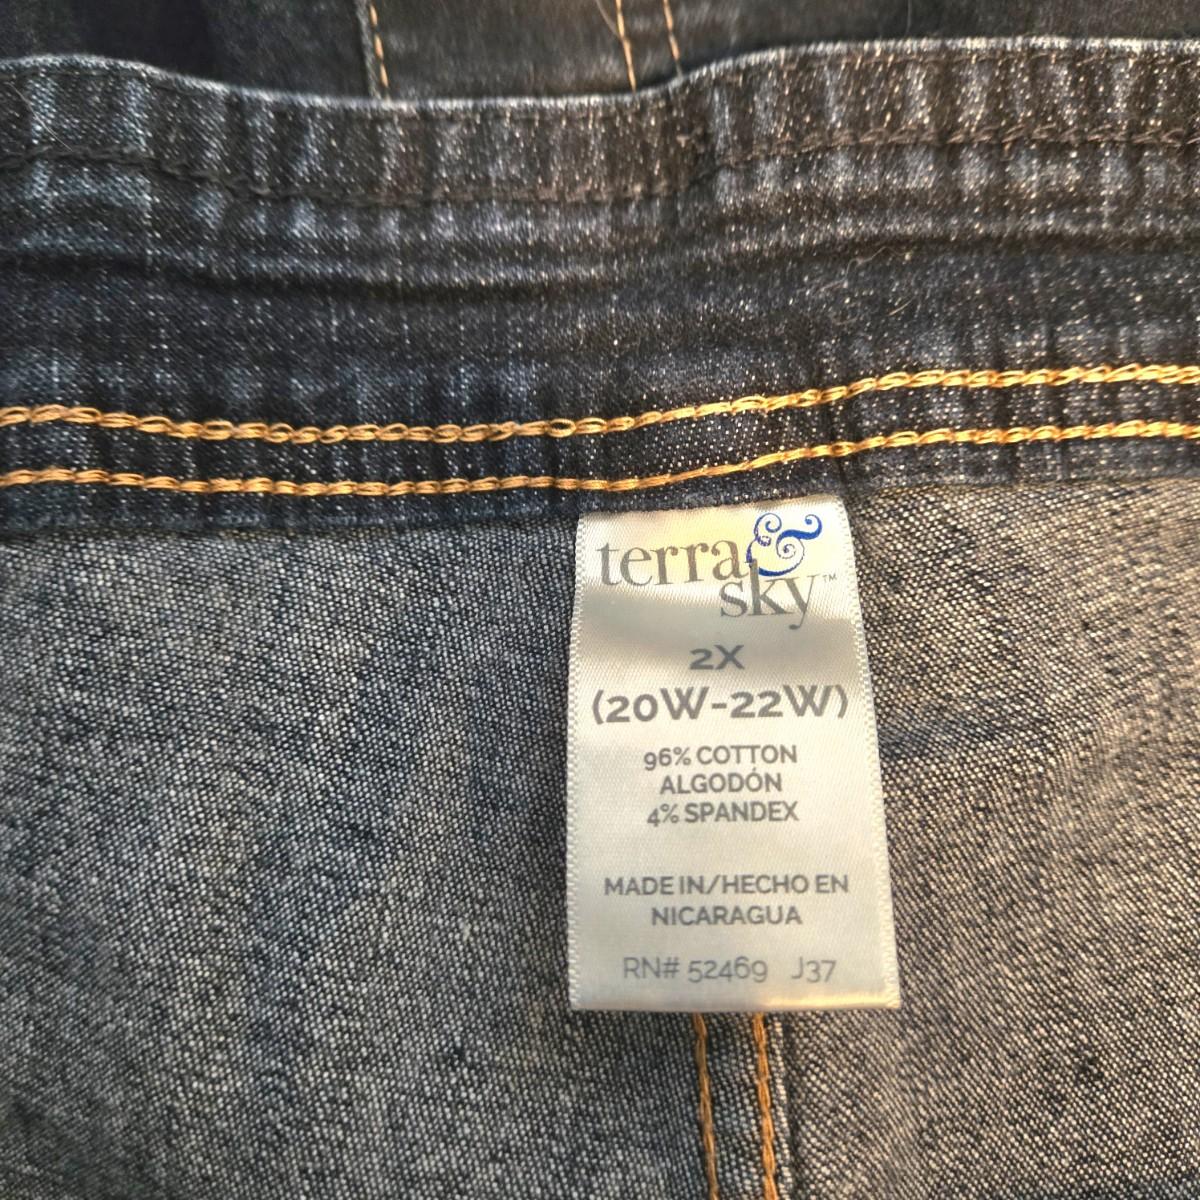 terra &
sky™
2X
(20W-22W)
96% COTTON
ALGODÓN
4% SPANDEX
MADE IN/HECHO EN
NICARAGUA
RN# 52469 J37